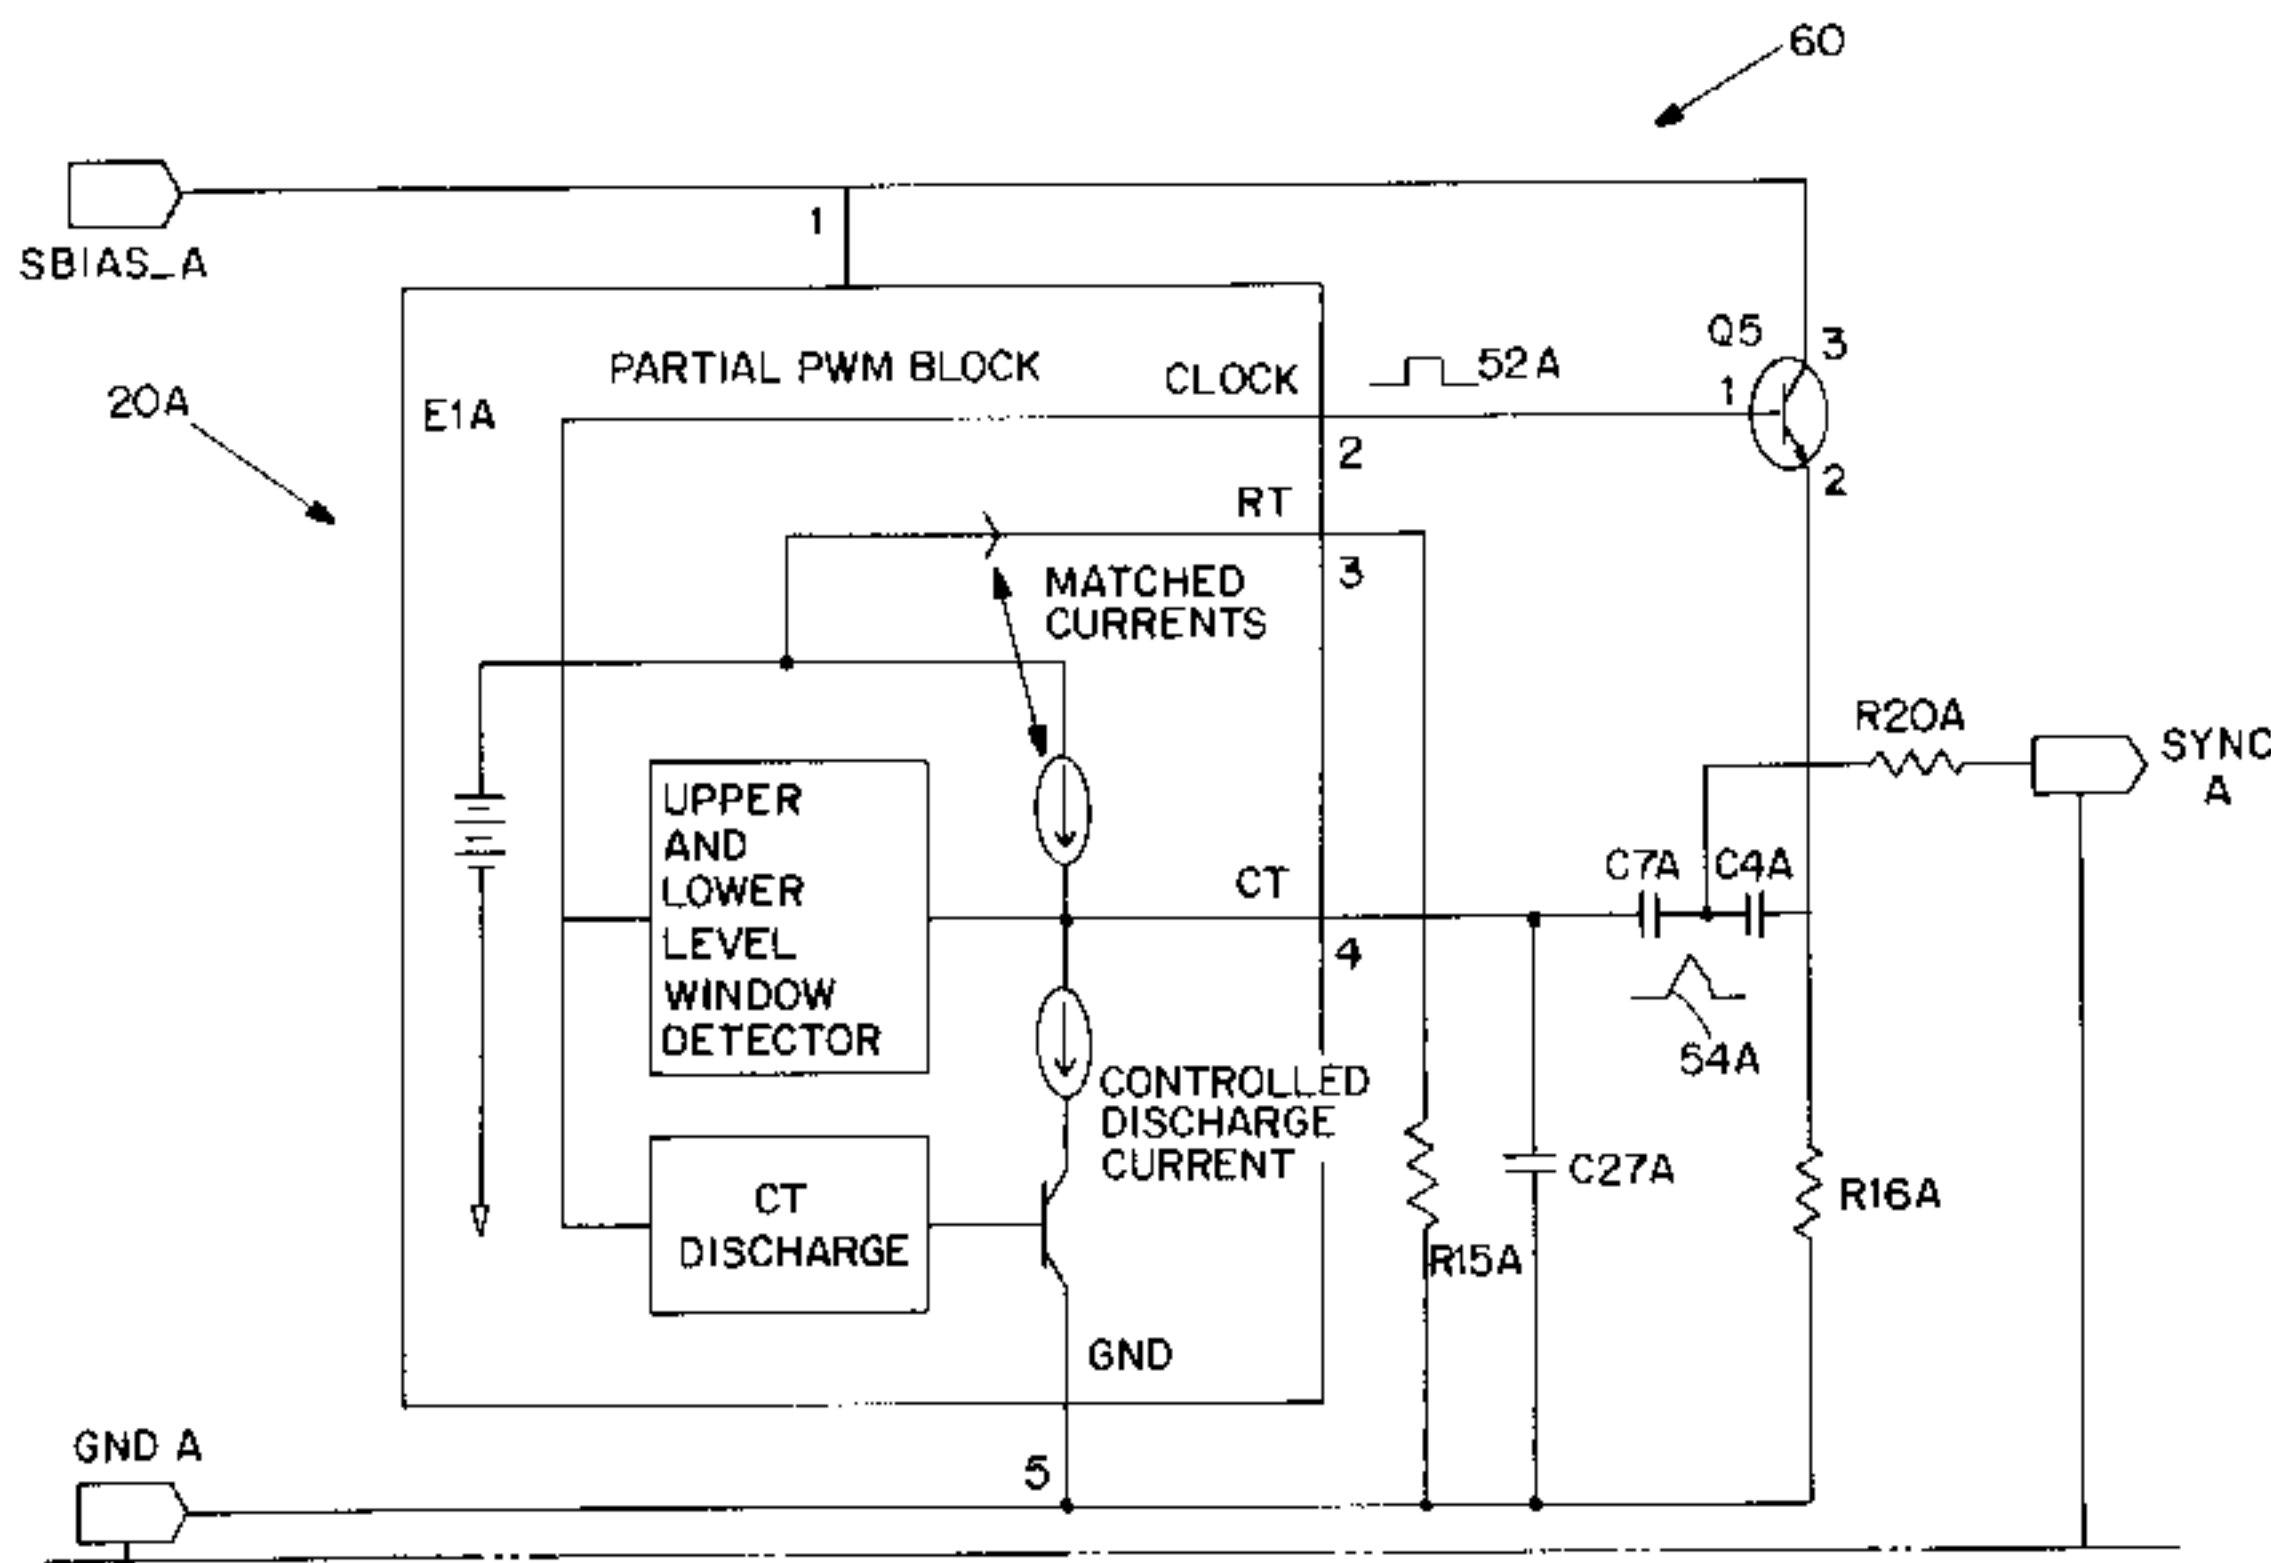 60
SBIAS_A
1
PARTIAL PWM BLOCK
CLOCK
52A
Q5
3
1
2
20A
E1A
2
RT
3
MATCHED
CURRENTS
R20A
SYNC
A
UPPER
AND
LOWER
LEVEL
WINDOW
DETECTOR
CT
4
C7A
C4A
54A
CONTROLLED
DISCHARGE
CURRENT
CT
DISCHARGE
C27A
R16A
R15A
GND
GND A
5